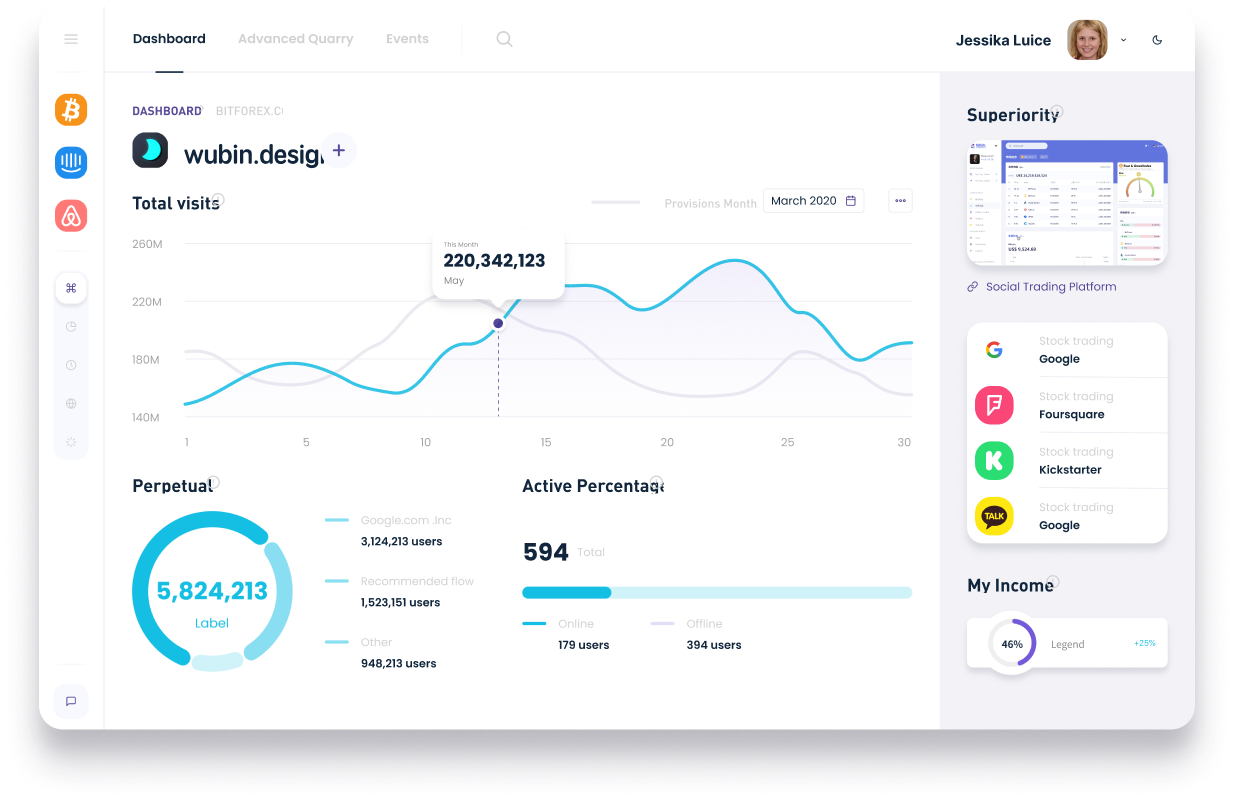 Dashboard
Advanced Quarry
Events
Jessika Luice
DASHBOARD
wubin.design
Total visits
Provisions Month
March 2020
260M
220M
180M
140M
This Month
220,342,123
May
1
5
10
15
20
25
30
Perpetual
5,824,213
Label
Google.com .Inc
3,124,213 users
Recommended flow
1,523,151 users
Other
948,213 users
Active Percentage
594 Total
Online
179 users
Offline
394 users
Superiority
Social Trading Platform
Stock trading
Google
Stock trading
Foursquare
Stock trading
Kickstarter
TALK
Stock trading
Google
My Income
46%
Legend
+25%